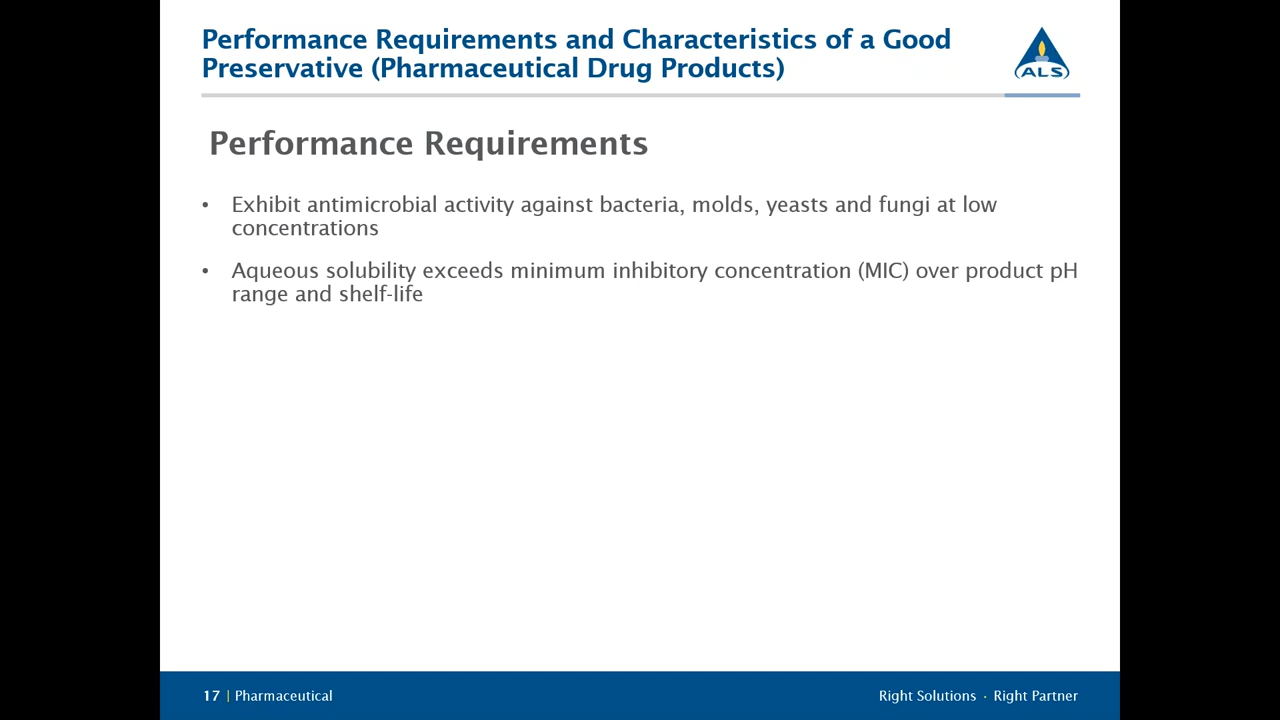 Performance Requirements and Characteristics of a Good
Preservative (Pharmaceutical Drug Products)
ALS
Performance Requirements
• Exhibit antimicrobial activity against bacteria, molds, yeasts and fungi at low
concentrations
• Aqueous solubility exceeds minimum inhibitory concentration (MIC) over product pH
range and shelf-life
17 | Pharmaceutical
Right Solutions · Right Partner